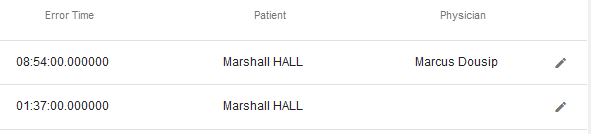 Error Time Patient Physician
08:54:00.000000 Marshall HALL Marcus Dousip
01:37:00.000000 Marshall HALL